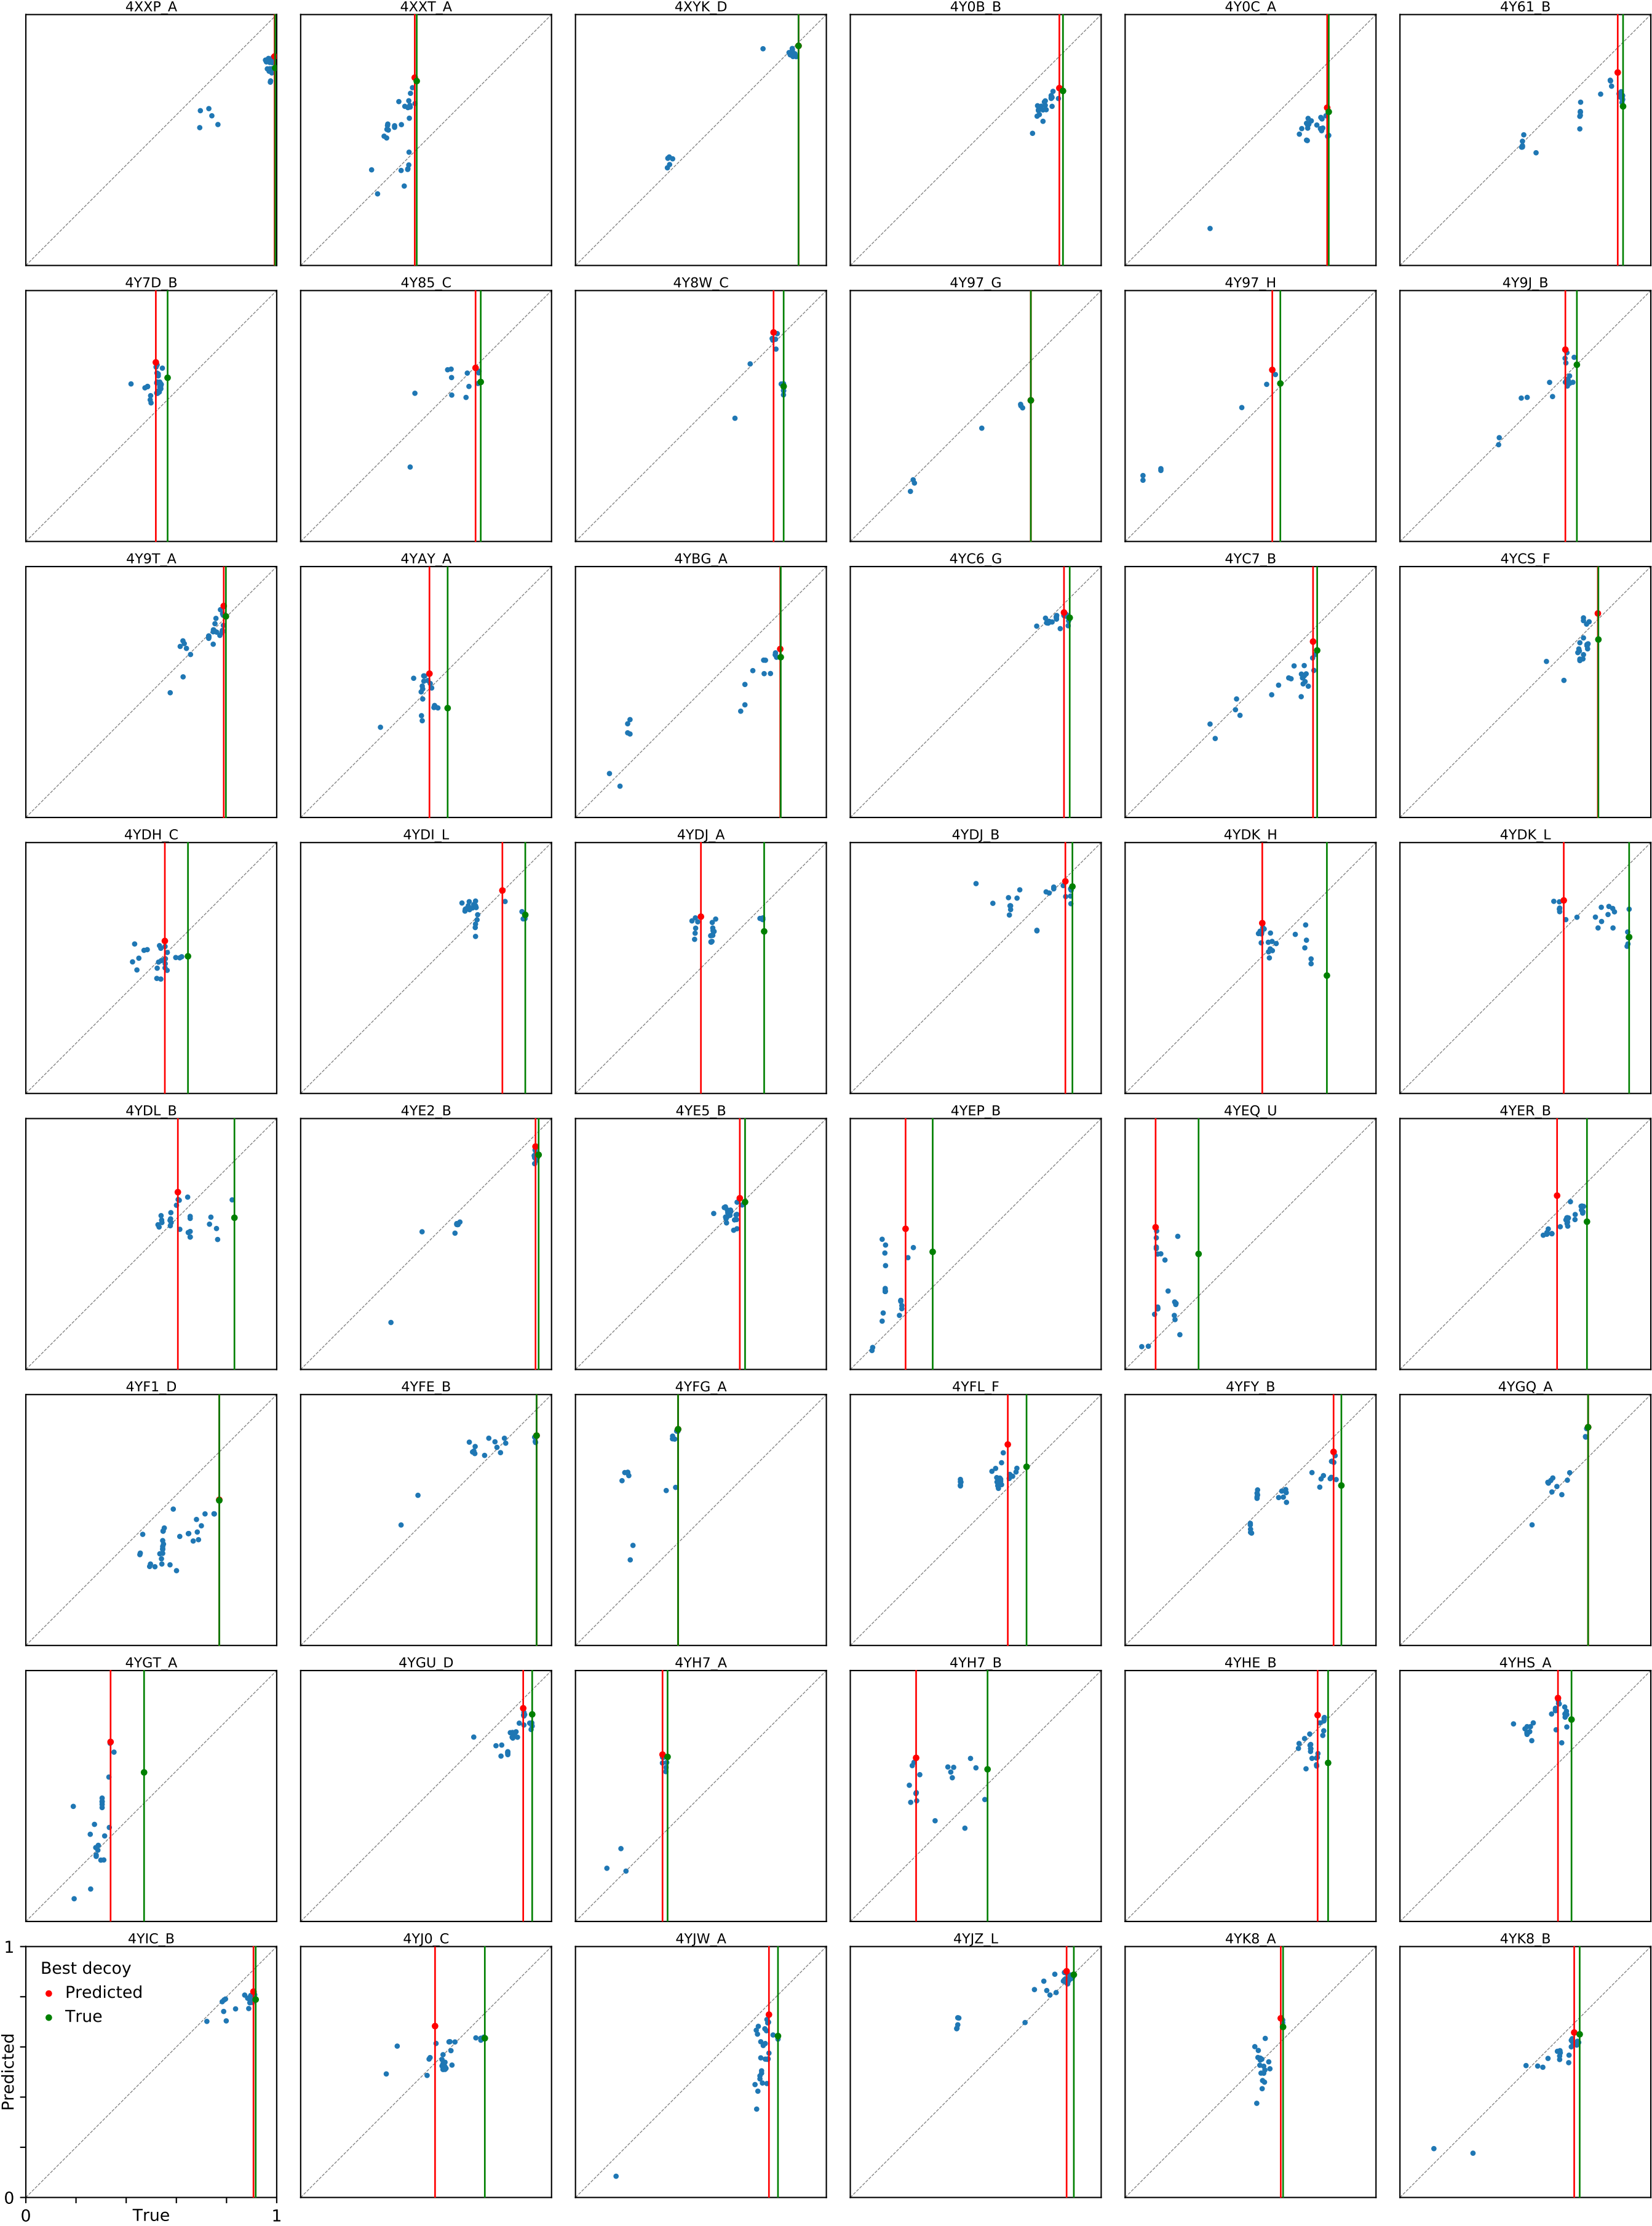 4XXP_A 4XXT_A 4XYK_D 4Y0B_B 4Y0C_A 4Y61_B
4Y7D_B 4Y85_C 4Y8W_C 4Y97_G 4Y97_H 4Y9J_B
4Y9T_A 4YAY_A 4YBG_A 4YC6_G 4YC7_B 4YCS_F
4YDH_C 4YDI_L 4YDJ_A 4YDJ_B 4YDK_H 4YDK_L
4YDL_B 4YE2_B 4YE5_B 4YEP_B 4YEQ_U 4YER_B
4YF1_D 4YFE_B 4YFG_A 4YFL_F 4YFY_B 4YGQ_A
4YGT_A 4YGU_D 4YH7_A 4YH7_B 4YHE_B 4YHS_A
4YIC_B 4YJ0_C 4YJW_A 4YJZ_L 4YK8_A 4YK8_B
1
Best decoy
Predicted
True
Predicted
0
0 True 1